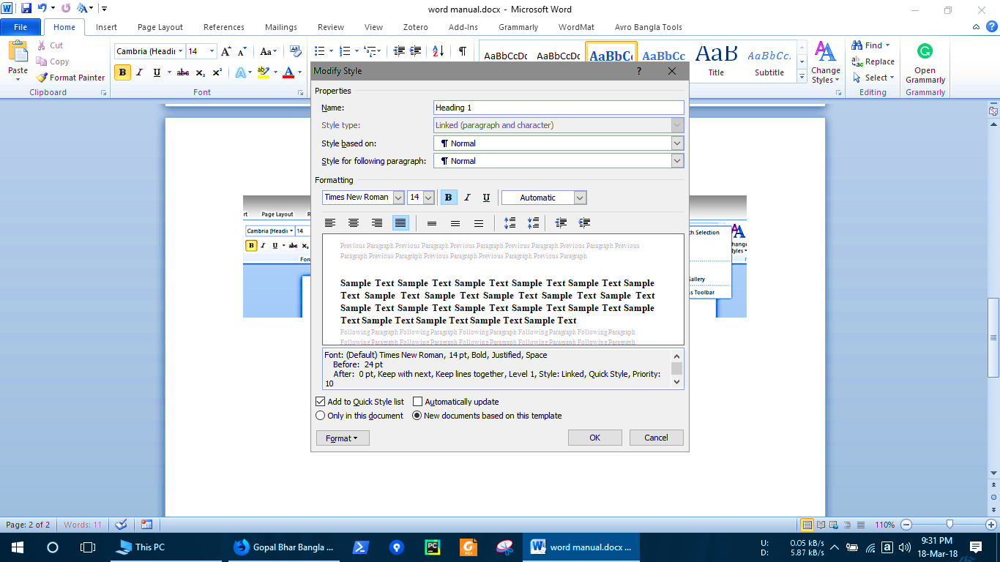 word manual.docx - Microsoft Word
File Home Insert Page Layout References Mailings Review View Zotero Add-Ins Grammarly WordMat Avro Bangla Tools
Paste
Cut
Copy
Format Painter
Clipboard
Cambria (Headi 14
Aa
B I U abc x₂ x²
Font
AaBbCcDc AaBbCcDc AaBbCc AaBbCc AaB AaBbCc.
Title Subtitle
Change Styles
Find
Replace
Select
Editing
Open Grammarly
Grammarly
Modify Style
Properties
Name: Heading 1
Style type: Linked (paragraph and character)
Style based on: ¶ Normal
Style for following paragraph: ¶ Normal
Formatting
Times New Roman 14 B I U Automatic
Previous Paragraph Previous Paragraph Previous Paragraph Previous Paragraph Previous Paragraph Previous
Paragraph Previous Paragraph Previous Paragraph Previous Paragraph Previous Paragraph
Sample Text Sample Text Sample Text Sample Text Sample Text Sample
Text Sample Text Sample Text Sample Text Sample Text Sample Text
Sample Text Sample Text Sample Text Sample Text Sample Text Sample
Text Sample Text Sample Text Sample Text Sample Text
Following Paragraph Following Paragraph Following Paragraph Following Paragraph Following Paragraph
Following Paragraph Following Paragraph Following Paragraph Following Paragraph Following Paragraph
Font: (Default) Times New Roman, 14 pt, Bold, Justified, Space
Before: 24 pt
After: 0 pt, Keep with next, Keep lines together, Level 1, Style: Linked, Quick Style, Priority:
10
Add to Quick Style list Automatically update
Only in this document New documents based on this template
Format OK Cancel
Page Layout
Cambria (Headi 14
B I U abc x₂
Selection
allery
Toolbar
Page: 2 of 2 Words: 11 110%
This PC Gopal Bhar Bangla ... word manual.docx ...
U: 0.05 kB/s
D: 5.87 kB/s
9:31 PM
18-Mar-18